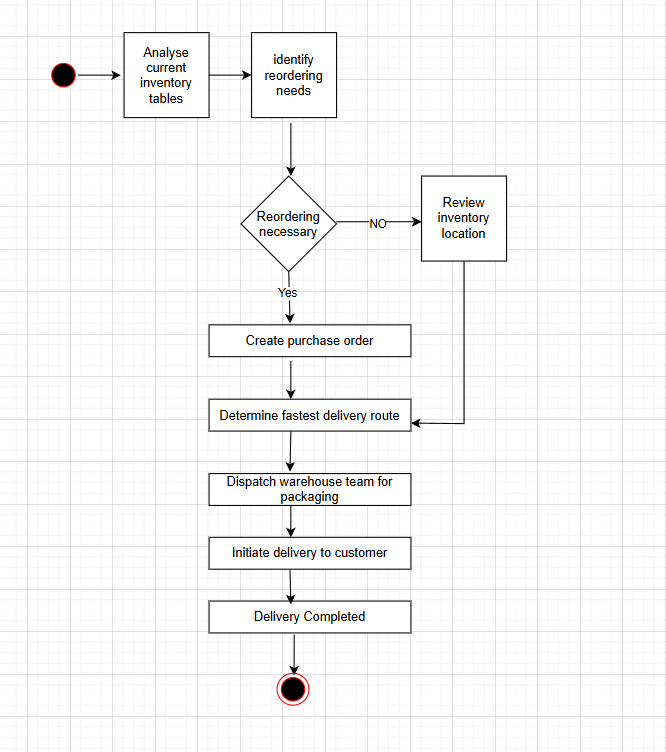 Analyse
current
inventory
tables
identify
reordering
needs
Reordering
necessary
NO
Review
inventory
location
Yes
Create purchase order
Determine fastest delivery route
Dispatch warehouse team for
packaging
Initiate delivery to customer
Delivery Completed